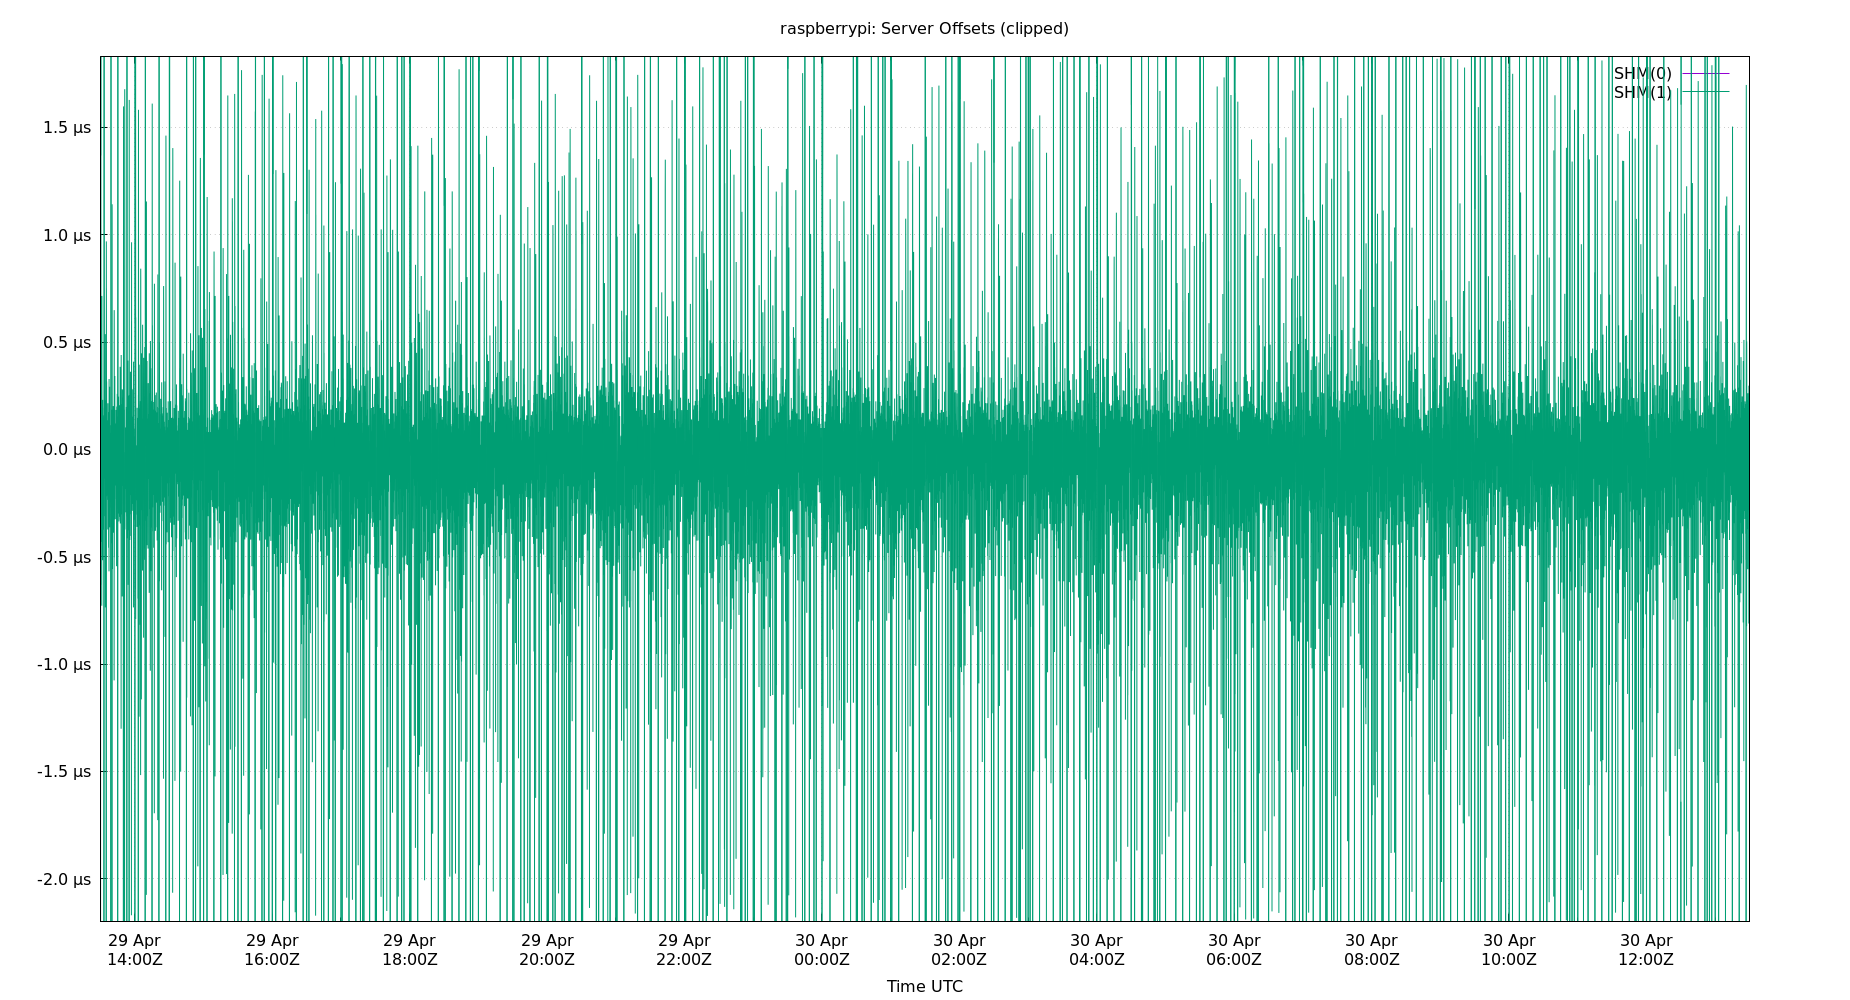 raspberrypi: Server Offsets (clipped)
SHM(0)
SHM(1)
1.5 µs
1.0 µs
0.5 µs
0.0 µs
-0.5 µs
-1.0 µs
-1.5 µs
-2.0 µs
29 Apr 29 Apr 29 Apr 29 Apr 29 Apr 30 Apr 30 Apr 30 Apr 30 Apr 30 Apr 30 Apr 30 Apr
14:00Z 16:00Z 18:00Z 20:00Z 22:00Z 00:00Z 02:00Z 04:00Z 06:00Z 08:00Z 10:00Z 12:00Z
Time UTC